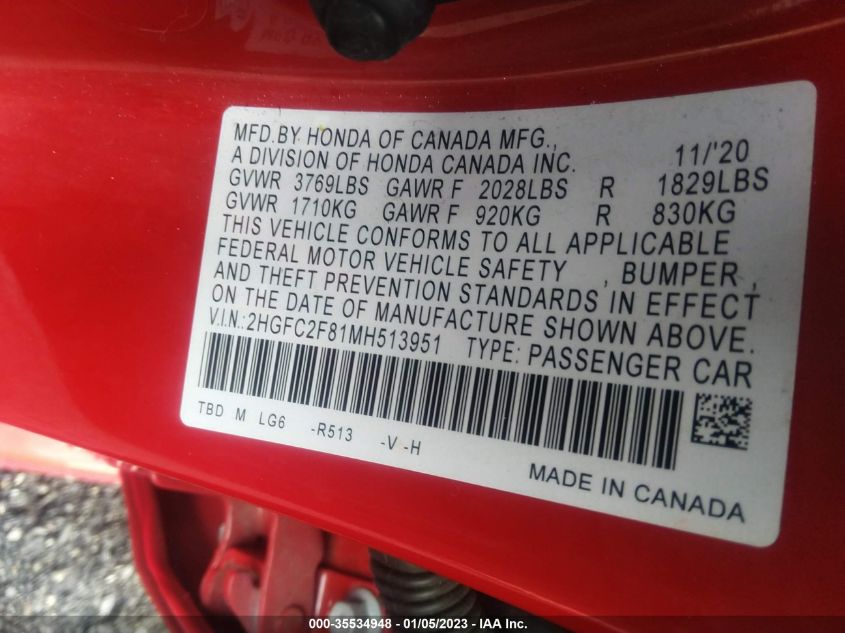 MFD.BY HONDA OF CANADA MFG.,
A DIVISION OF HONDA CANADA INC. 11/'20
GVWR 3769LBS GAWR F 2028LBS R 1829LBS
GVWR 1710KG GAWR F 920KG R 830KG
THIS VEHICLE CONFORMS TO ALL APPLICABLE
FEDERAL MOTOR VEHICLE SAFETY , BUMPER ,
AND THEFT PREVENTION STANDARDS IN EFFECT
ON THE DATE OF MANUFACTURE SHOWN ABOVE.
V.I.N.:2HGFC2F81MH513951 TYPE: PASSENGER CAR
TBD M LG6 -R513 -V -H
MADE IN CANADA
000-35534948 - 01/05/2023 - IAA Inc.